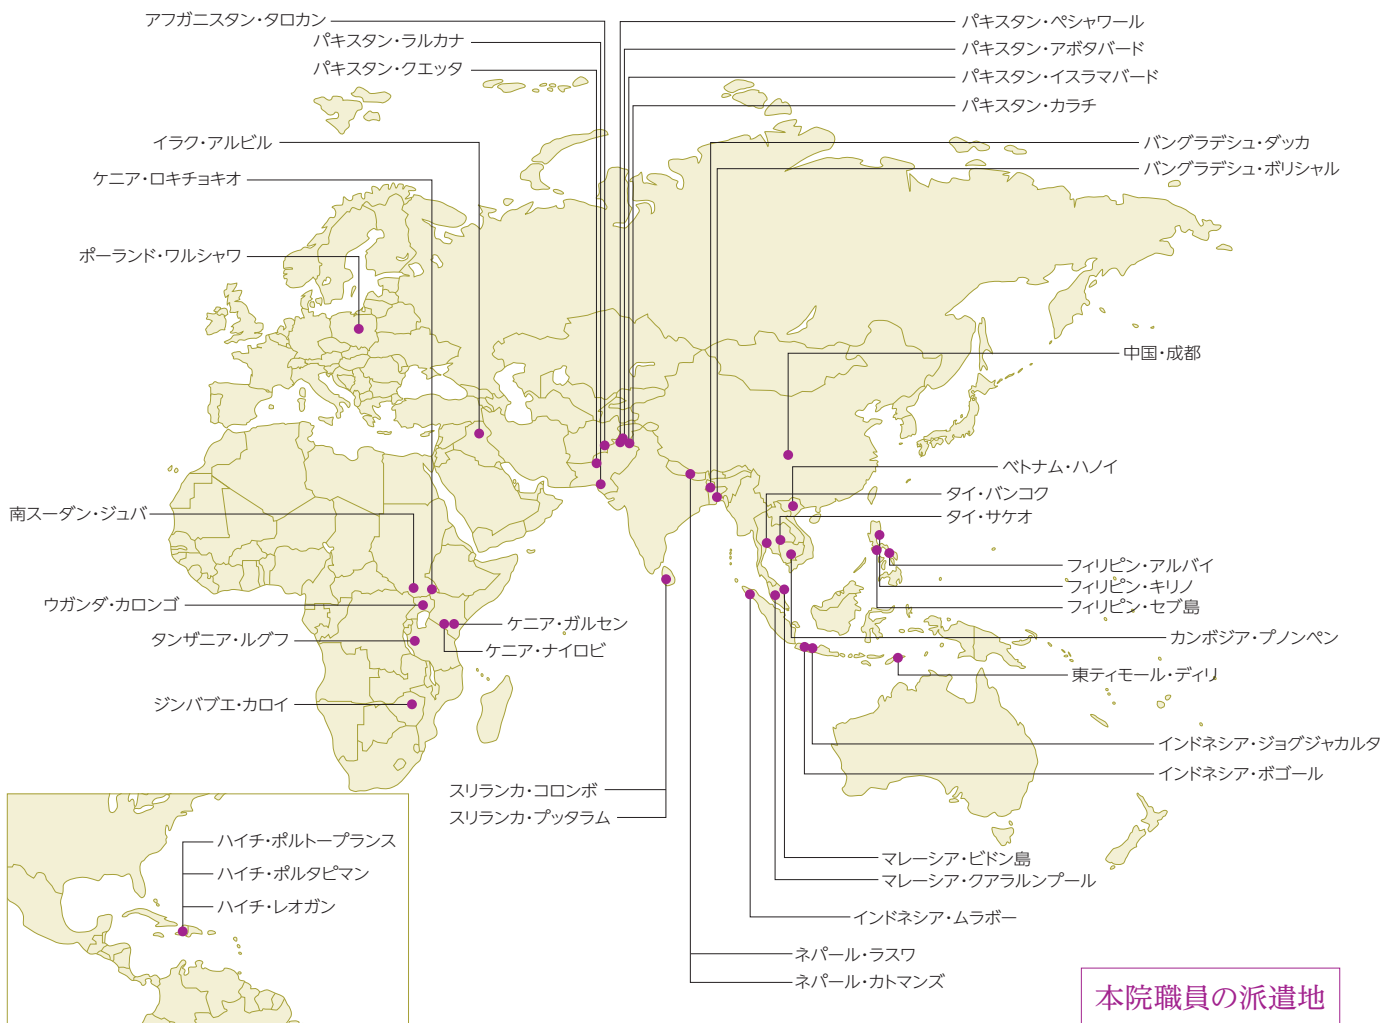 アフガニスタン・タロカン
パキスタン・ラルカナ
パキスタン・クエッタ
パキスタン・ペシャワール
パキスタン・アボタバード
パキスタン・イスラマバード
パキスタン・カラチ
イラク・アルビル
ケニア・ロキチョキオ
バングラデシュ・ダッカ
バングラデシュ・ボリシャル
ポーランド・ワルシャワ
中国・成都
ベトナム・ハノイ
タイ・バンコク
タイ・サケオ
南スーダン・ジュバ
フィリピン・アルバイ
フィリピン・キリノ
フィリピン・セブ島
ウガンダ・カロンゴ
ケニア・ガルセン
タンザニア・ルグフ
ケニア・ナイロビ
カンボジア・プノンペン
東ティモール・ディリ
ジンバブエ・カロイ
インドネシア・ジョグジャカルタ
インドネシア・ボゴール
スリランカ・コロンボ
スリランカ・プッタラム
ハイチ・ポルトープランス
ハイチ・ポルタピマン
ハイチ・レオガン
マレーシア・ビドン島
マレーシア・クアラルンプール
インドネシア・ムラボー
ネパール・ラスワ
ネパール・カトマンズ
本院職員の派遣地